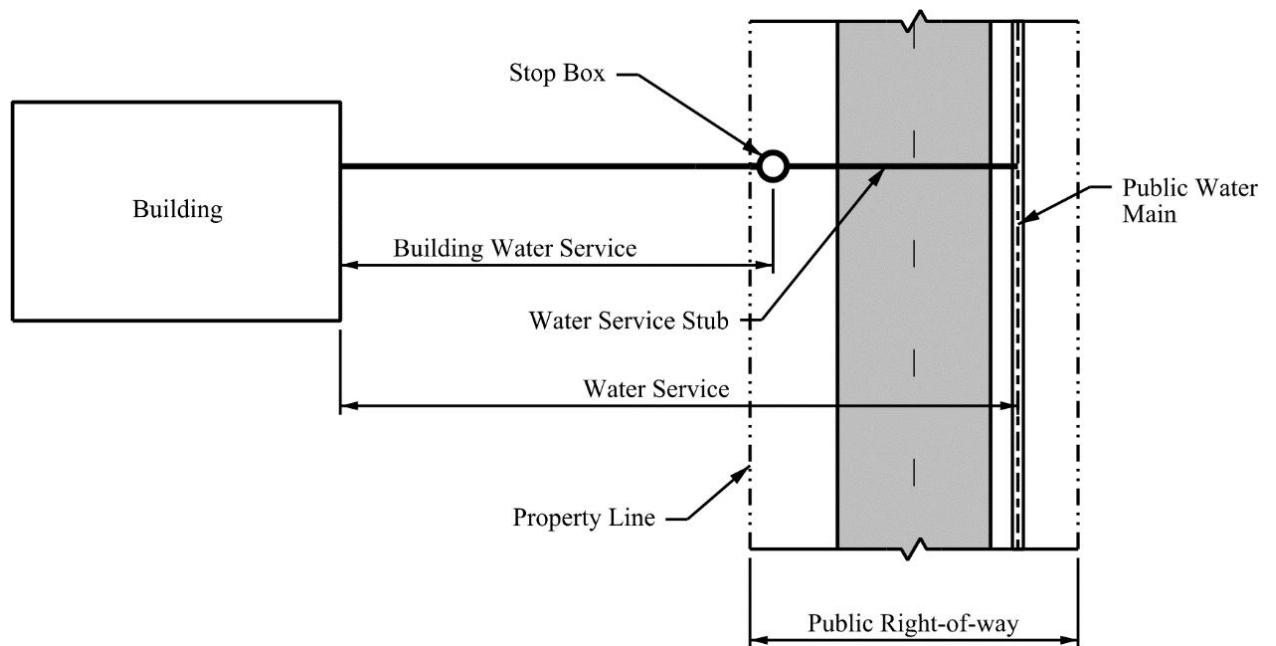 Stop Box
Public Water
Main
Building
Building Water Service
Water Service Stub
Water Service
Property Line
Public Right-of-way